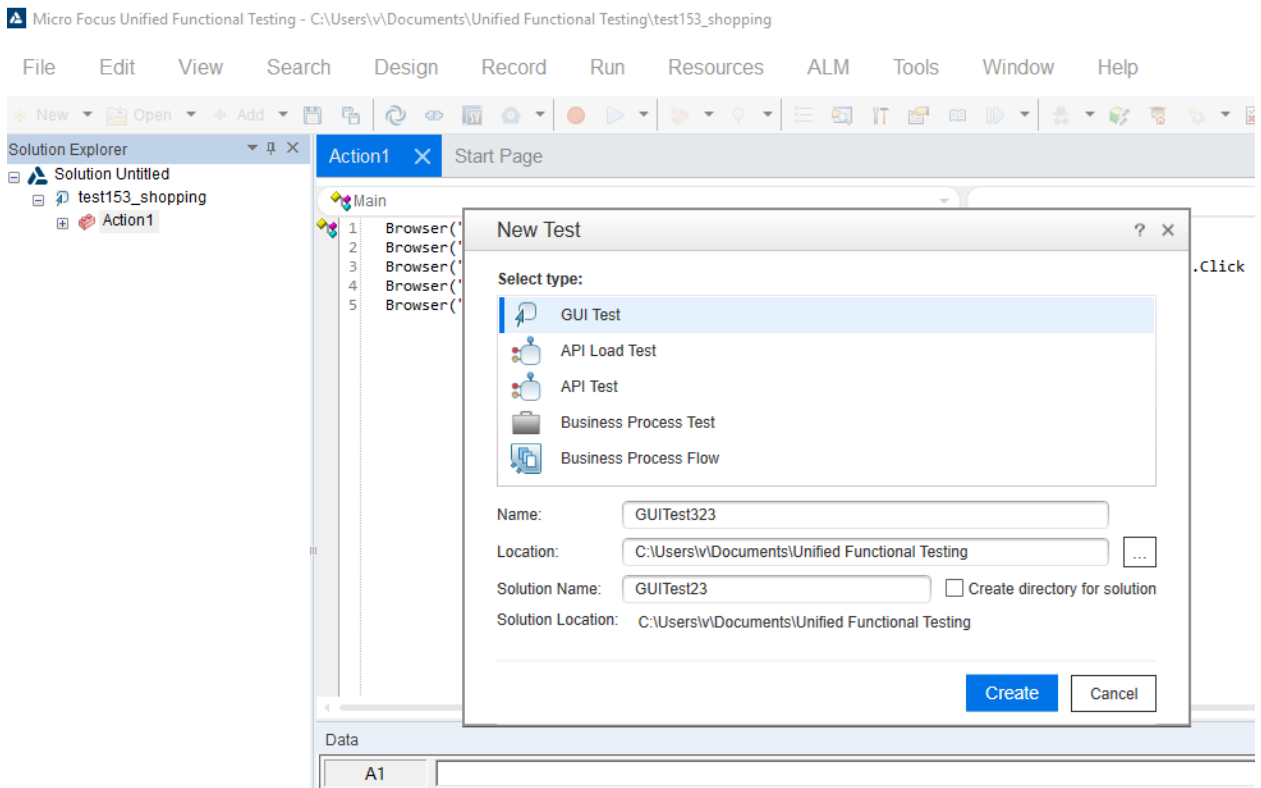 Micro Focus Unified Functional Testing - C:\Users\v\Documents\Unified Functional Testing\test153_shopping
File Edit View Search Design Record Run Resources ALM Tools Window Help
New Open Add
Solution Explorer
Action1 Start Page
Solution Untitled
test153_shopping
Action1
Main
1 Browser("
2 Browser("
3 Browser(" .Click
4 Browser("
5 Browser("
New Test ?
Select type:
GUI Test
API Load Test
API Test
Business Process Test
Business Process Flow
Name: GUITest323
Location: C:\Users\v\Documents\Unified Functional Testing ...
Solution Name: GUITest23 Create directory for solution
Solution Location: C:\Users\v\Documents\Unified Functional Testing
Create Cancel
Data
A1